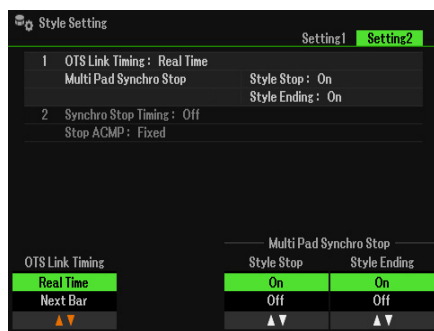 Style Setting
Setting1 Setting2
1 OTS Link Timing : Real Time
Multi Pad Synchro Stop Style Stop : On
Style Ending : On
2 Synchro Stop Timing : Off
Stop ACMP : Fixed
Multi Pad Synchro Stop
OTS Link Timing Style Stop Style Ending
Real Time On On
Next Bar Off Off